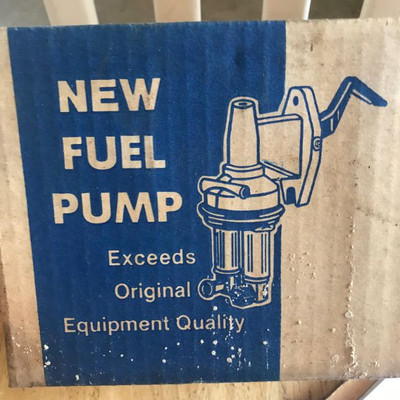 NEW
FUEL
PUMP
Exceeds
Original
Equipment Quality